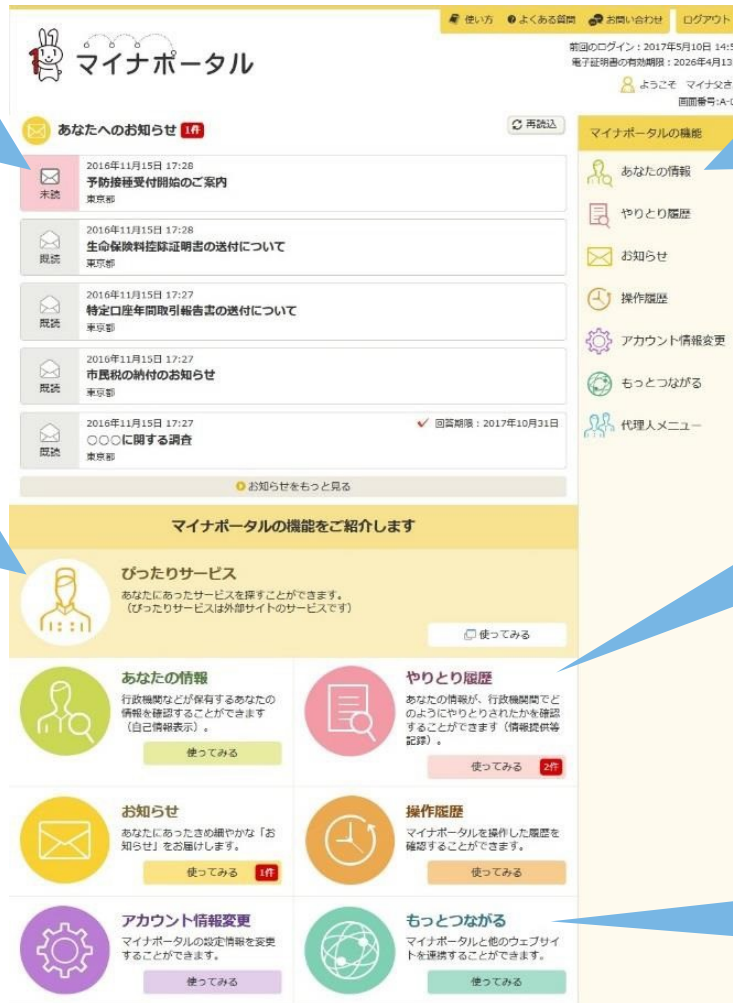 使い方 よくある質問 お問い合わせ ログアウト
マイナポータル
前回のログイン：2017年5月10日 14:5
電子証明書の有効期限：2026年4月13
ようこそ マイナ父さ
画面番号:A-0
あなたへのお知らせ 1件
再読込
未読
2016年11月15日 17:28
予防接種受付開始のご案内
東京都
既読
2016年11月15日 17:28
生命保険料控除証明書の送付について
東京都
既読
2016年11月15日 17:27
特定口座年間取引報告書の送付について
東京都
既読
2016年11月15日 17:27
市民税の納付のお知らせ
東京都
既読
2016年11月15日 17:27
○○○に関する調査
東京都
回答期限：2017年10月31日
お知らせをもっと見る
マイナポータルの機能
あなたの情報
やりとり履歴
お知らせ
操作履歴
アカウント情報変更
もっとつながる
代理人メニュー
マイナポータルの機能をご紹介します
ぴったりサービス
あなたにあったサービスを探すことができます。
（ぴったりサービスは外部サイトのサービスです）
使ってみる
あなたの情報
行政機関などが保有するあなたの
情報を確認することができます
（自己情報表示）。
使ってみる
やりとり履歴
あなたの情報が、行政機関間でど
のようにやりとりされたかを確認
することができます（情報提供等
記録）。
使ってみる 2件
お知らせ
あなたにあったきめ細やかな「お
知らせ」をお届けします。
使ってみる 1件
操作履歴
マイナポータルを操作した履歴を
確認することができます。
使ってみる
アカウント情報変更
マイナポータルの設定情報を変更
することができます。
使ってみる
もっとつながる
マイナポータルと他のウェブサイ
トを連携することができます。
使ってみる